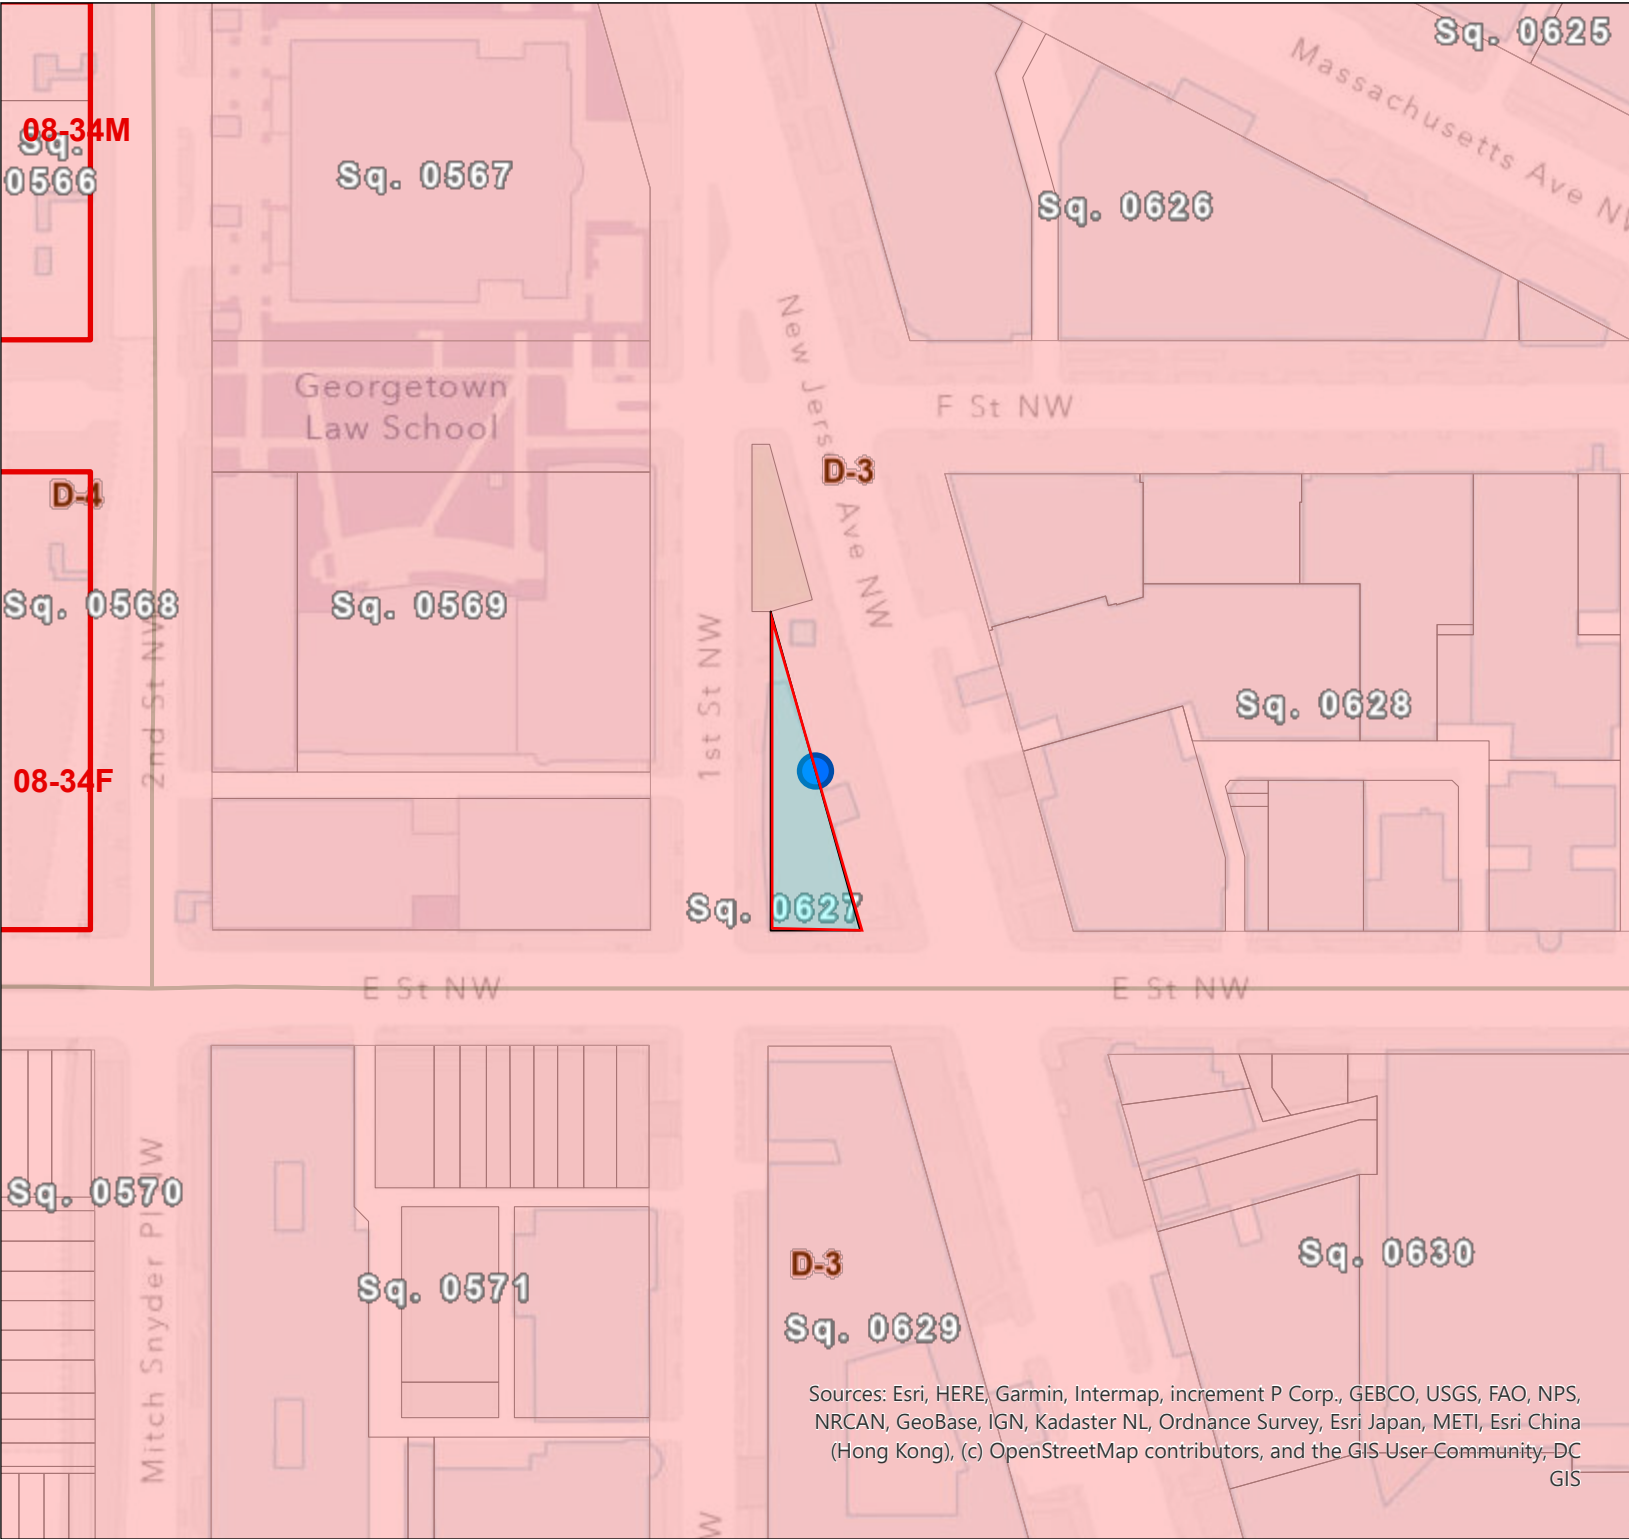 Sq. 0625
Massachusetts Ave NW
08-34M
Sq.
0566
Sq. 0567
Sq. 0626
New Jersey Ave NW
Georgetown
Law School
F St NW
D-3
D-4
Sq. 0568
Sq. 0569
2nd St NW
1st St NW
Sq. 0628
08-34F
Sq. 0627
E St NW
E St NW
Sq. 0570
Mitch Snyder Pl NW
Sq. 0571
D-3
Sq. 0629
Sq. 0630
W
Sources: Esri, HERE, Garmin, Intermap, increment P Corp., GEBCO, USGS, FAO, NPS,
NRCAN, GeoBase, IGN, Kadaster NL, Ordnance Survey, Esri Japan, METI, Esri China
(Hong Kong), (c) OpenStreetMap contributors, and the GIS User Community, DC
GIS